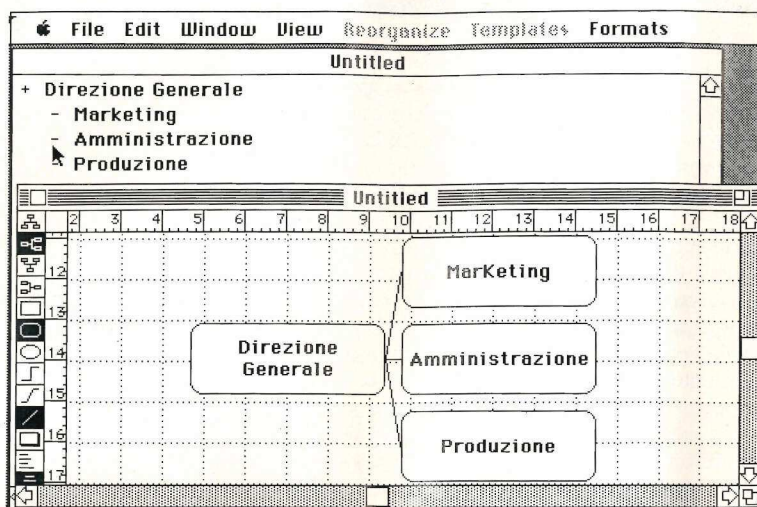 File Edit Window View Reorganize Templates Formats
Untitled
+ Direzione Generale
- Marketing
- Amministrazione
- Produzione
Untitled
2 3 4 5 6 7 8 9 10 11 12 13 14 15 16 17 18
11
12
13
14
15
16
17
MarKeting
Direzione
Generale
Amministrazione
Produzione